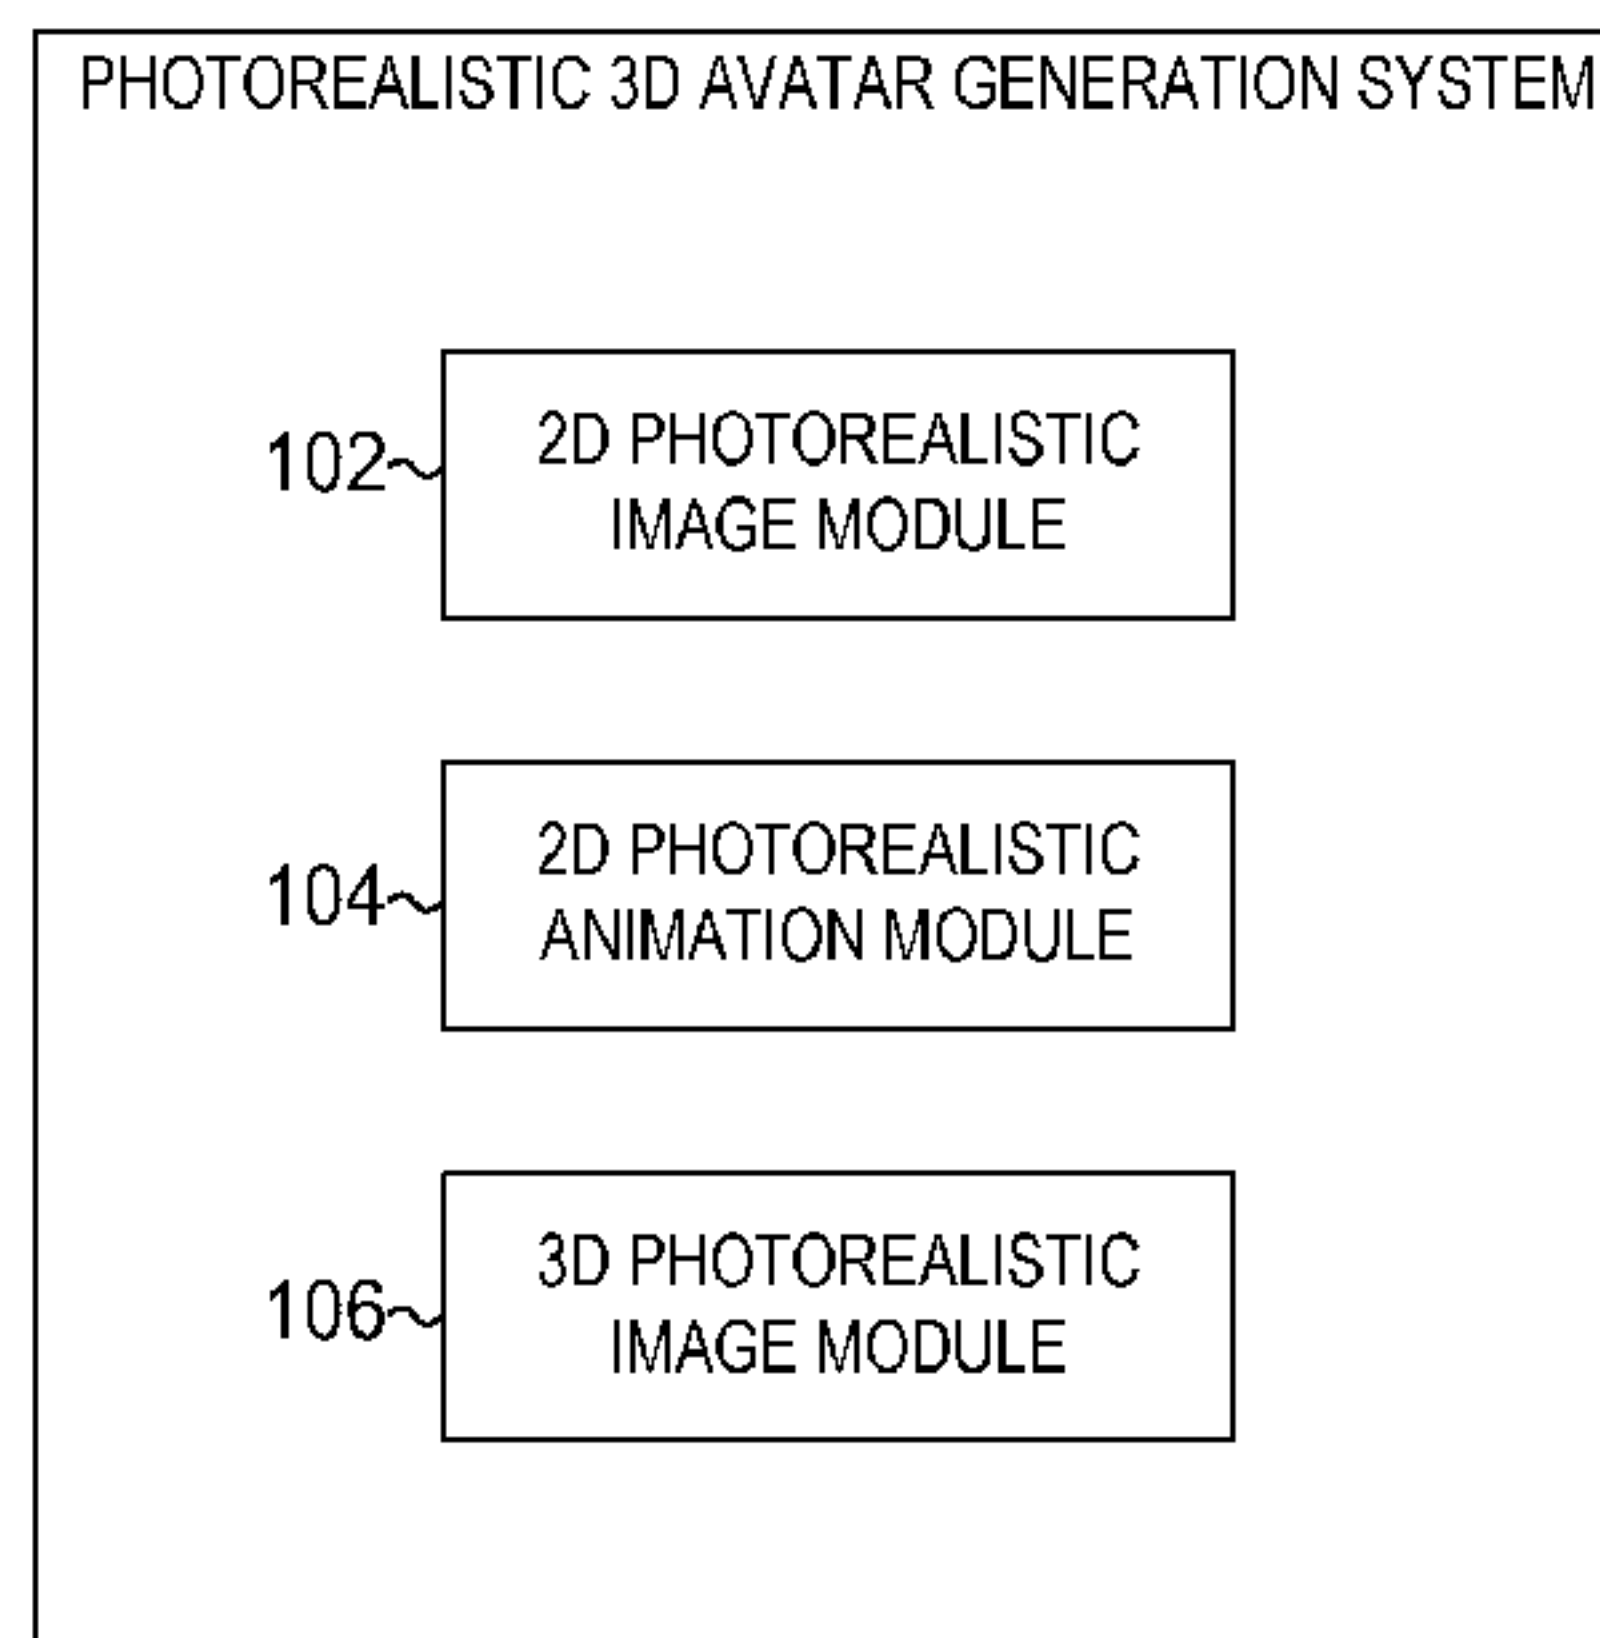 PHOTOREALISTIC 3D AVATAR GENERATION SYSTEM
102
2D PHOTOREALISTIC
IMAGE MODULE
104
2D PHOTOREALISTIC
ANIMATION MODULE
106
3D PHOTOREALISTIC
IMAGE MODULE